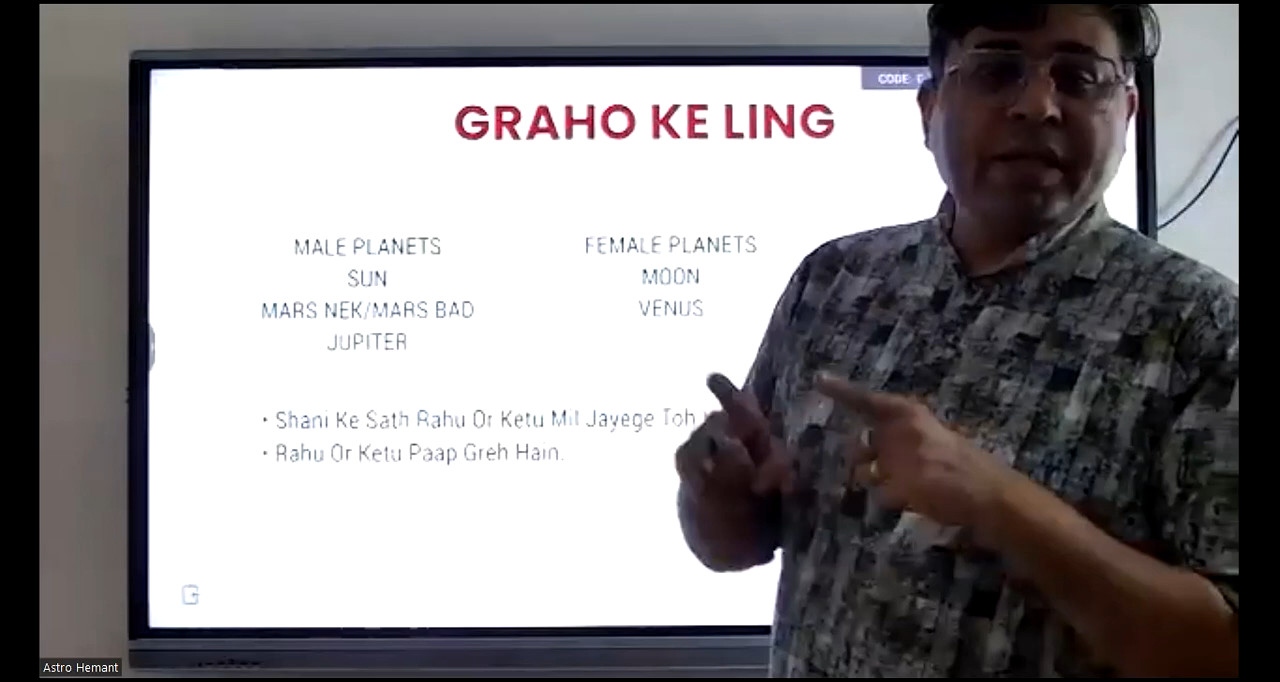 CODE:
GRAHO KE LING
MALE PLANETS
SUN
MARS NEK/MARS BAD
JUPITER
FEMALE PLANETS
MOON
VENUS
• Shani Ke Sath Rahu Or Ketu Mil Jayege Toh
• Rahu Or Ketu Paap Greh Hain.
G
Astro Hemant